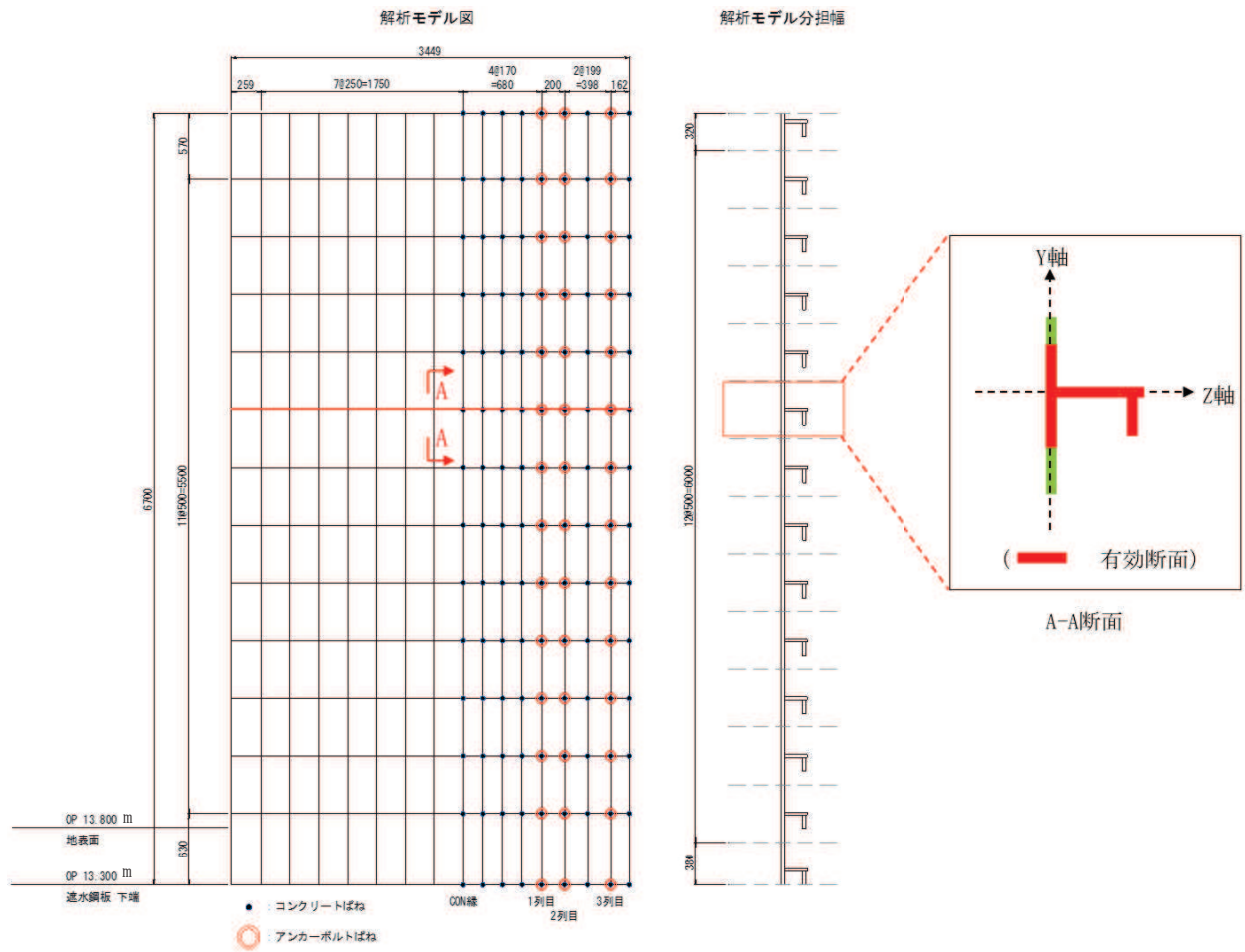 解析モデル図
解析モデル分担幅
3449
259
7@250=1750
4@170
=680
200
2@199
=398
162
570
6700
11@500=5500
630
320
12@500=6000
380
A
A
Y軸
Z軸
( 有効断面)
A-A断面
OP 13.800 m
地表面
OP 13.300 m
遮水鋼板 下端
CON縁
1列目
2列目
3列目
: コンクリートばね
: アンカーボルトばね